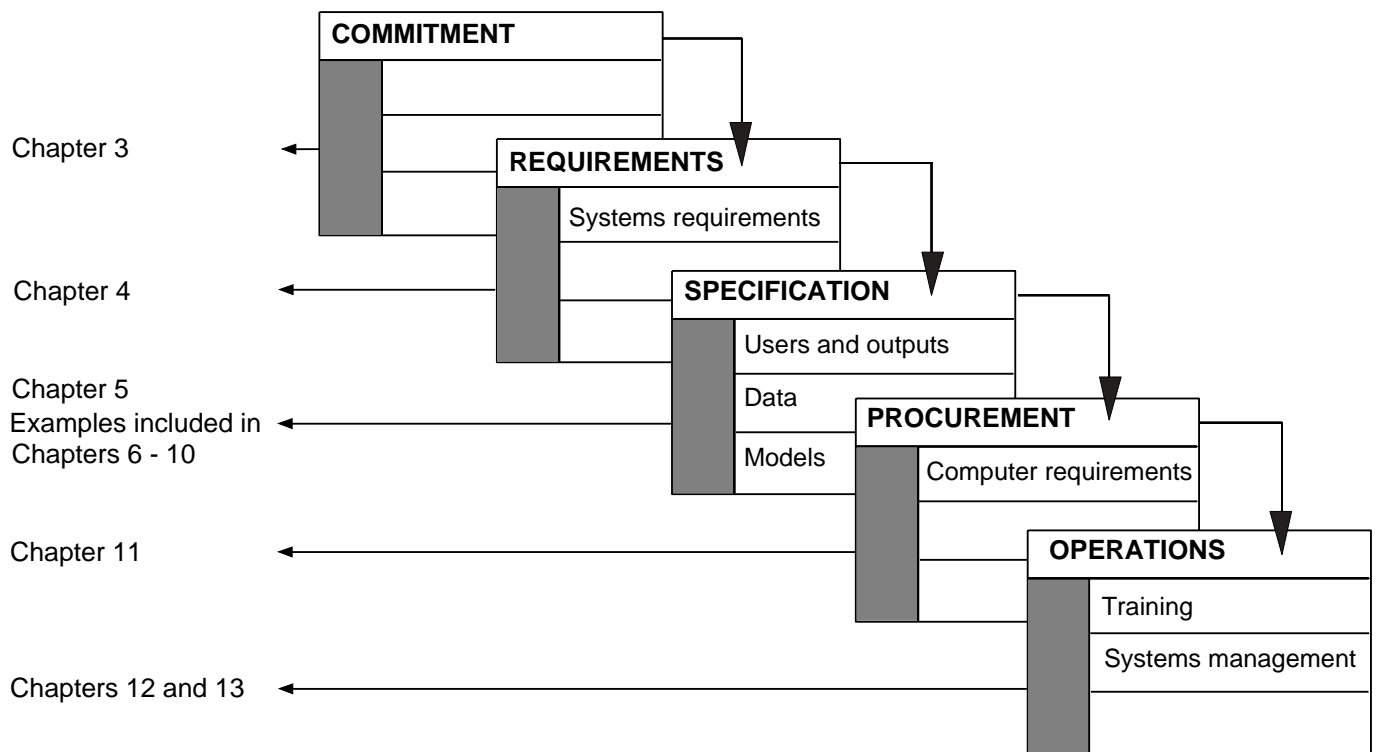 COMMITMENT
Chapter 3
REQUIREMENTS
Systems requirements
Chapter 4
SPECIFICATION
Users and outputs
Data
Models
Chapter 5
Examples included in
Chapters 6 - 10
PROCUREMENT
Computer requirements
Chapter 11
OPERATIONS
Training
Systems management
Chapters 12 and 13